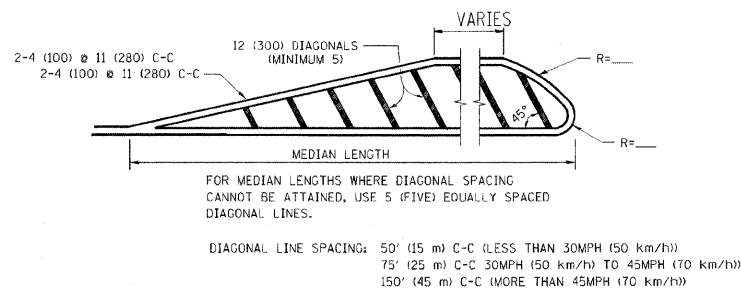 VARIES
2-4 (100) @ 11 (280) C-C
2-4 (100) @ 11 (280) C-C
12 (300) DIAGONALS
(MINIMUM 5)
R=___
45°
R=___
MEDIAN LENGTH
FOR MEDIAN LENGTHS WHERE DIAGONAL SPACING
CANNOT BE ATTAINED, USE 5 (FIVE) EQUALLY SPACED
DIAGONAL LINES.
DIAGONAL LINE SPACING: 50' (15 m) C-C (LESS THAN 30MPH (50 km/h))
75' (25 m) C-C 30MPH (50 km/h) TO 45MPH (70 km/h))
150' (45 m) C-C (MORE THAN 45MPH (70 km/h))